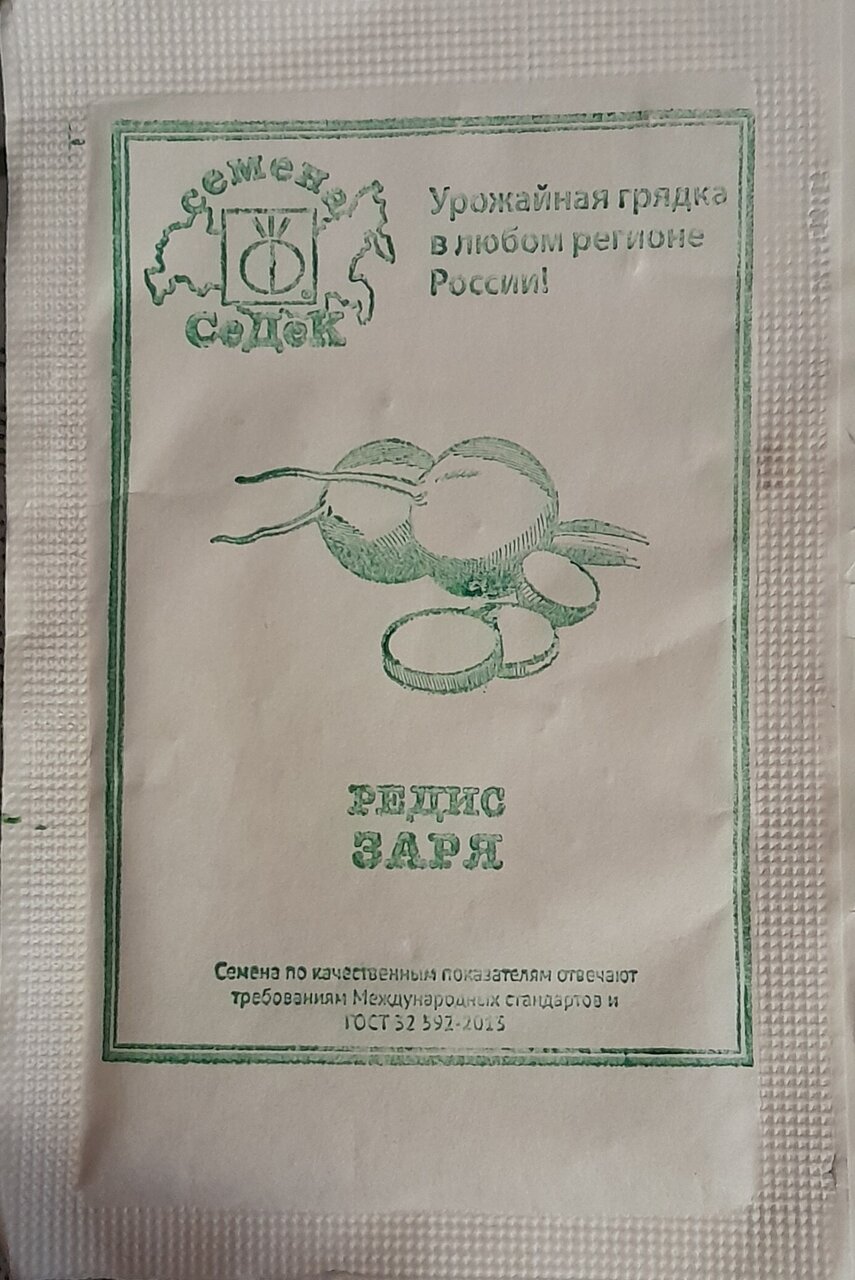 семена
СеДеК
Урожайная грядка
в любом регионе
России!
РЕДИС
ЗАРЯ
Семена по качественным показателям отвечают
требованиям Международных стандартов и
ГОСТ 32 592-2013